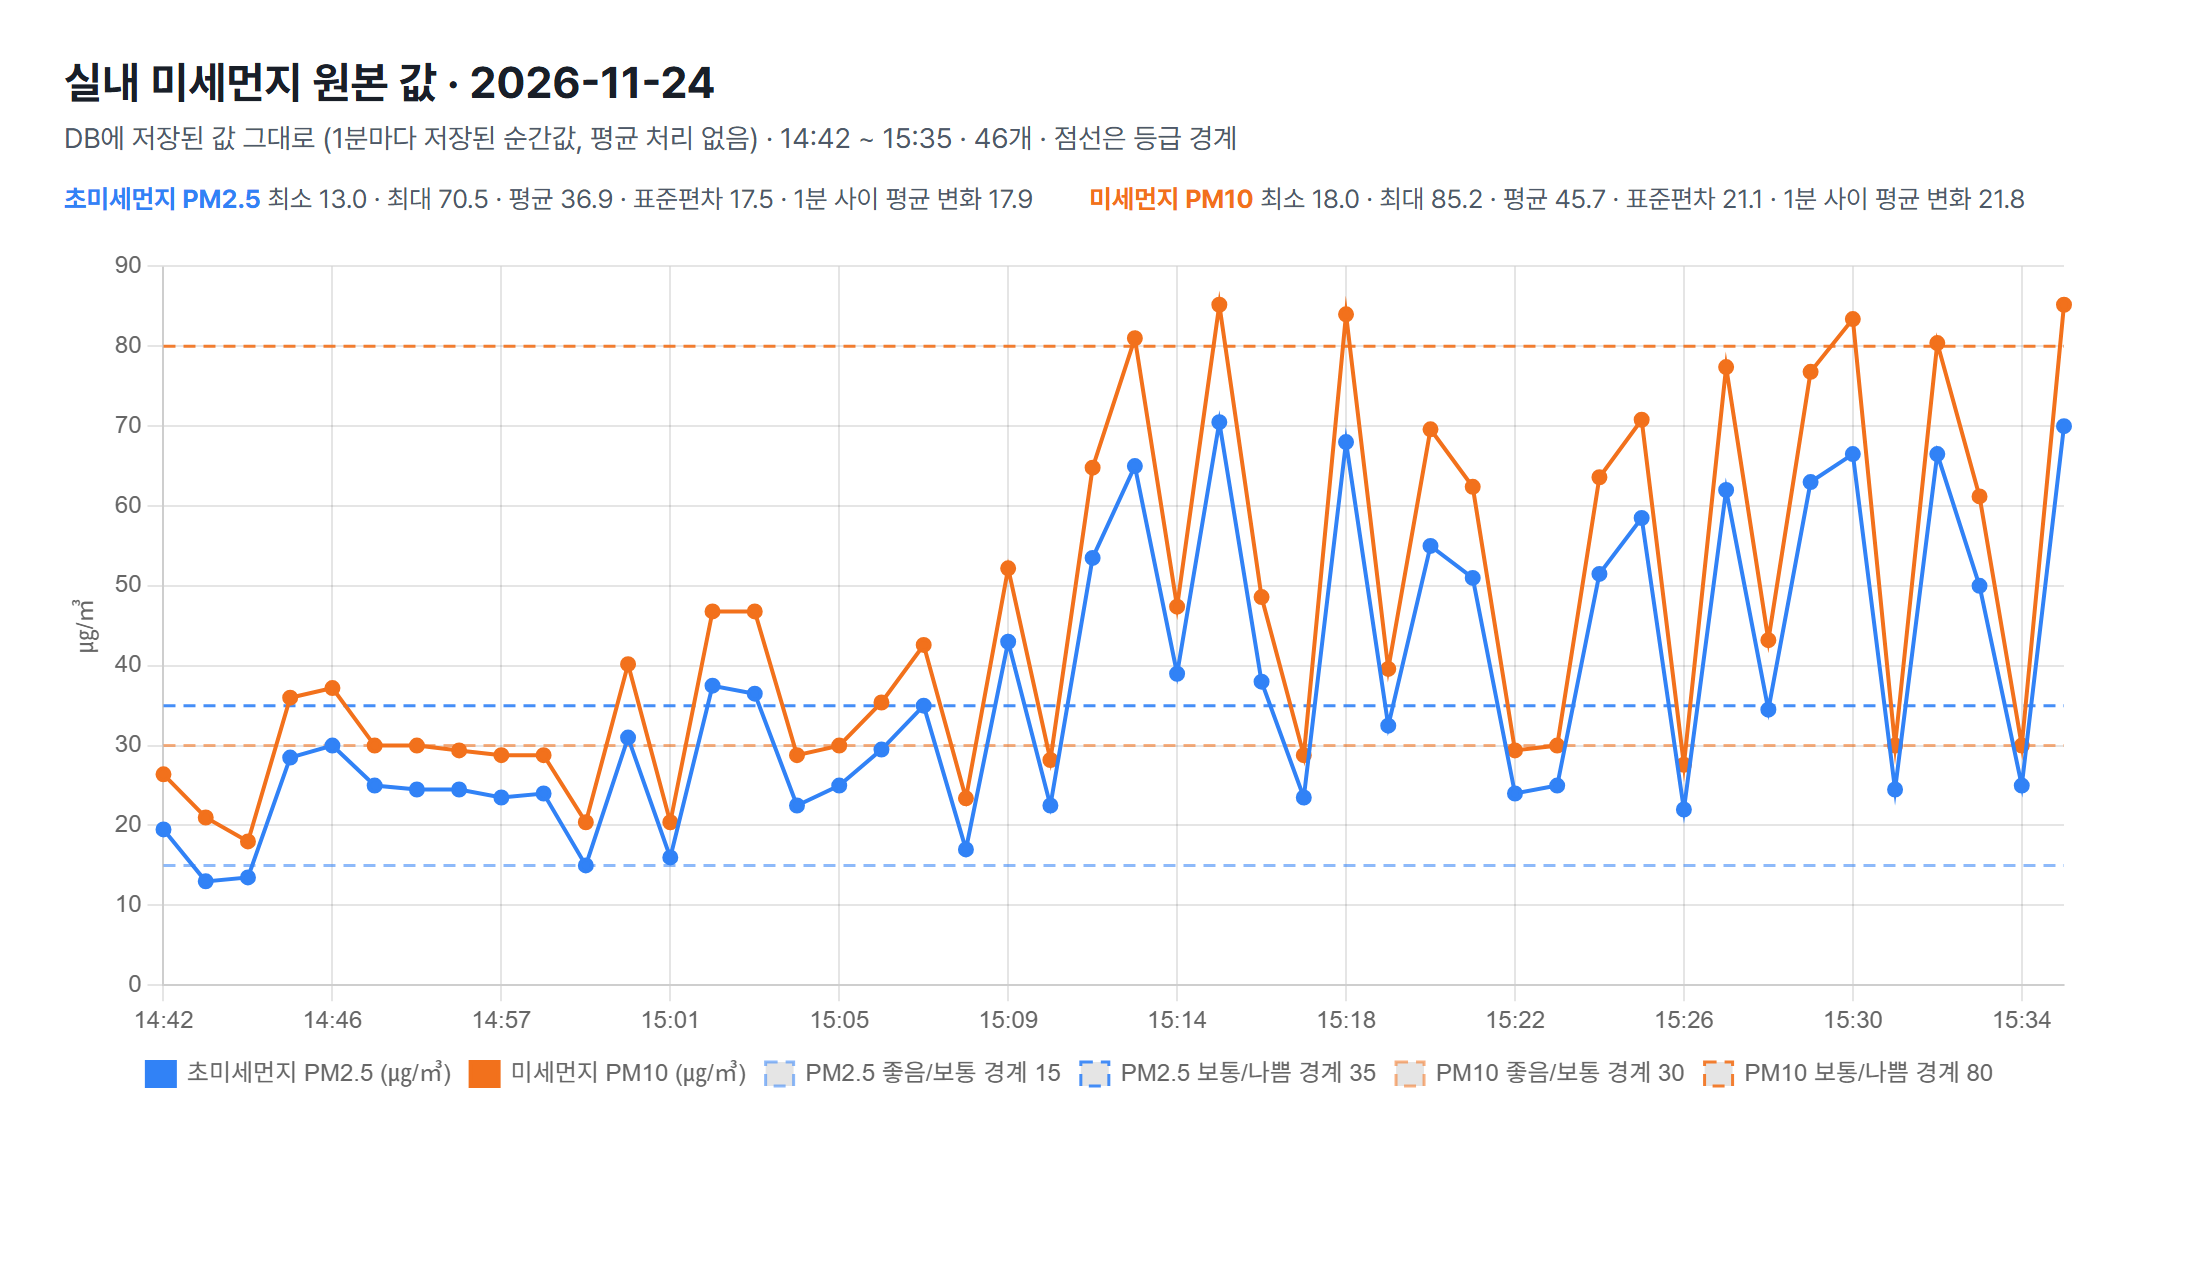 실내 미세먼지 원본 값 · 2026-11-24
DB에 저장된 값 그대로 (1분마다 저장된 순간값, 평균 처리 없음) · 14:42 ~ 15:35 · 46개 · 점선은 등급 경계
초미세먼지 PM2.5 최소 13.0 · 최대 70.5 · 평균 36.9 · 표준편차 17.5 · 1분 사이 평균 변화 17.9 미세먼지 PM10 최소 18.0 · 최대 85.2 · 평균 45.7 · 표준편차 21.1 · 1분 사이 평균 변화 21.8
90
80
70
60
50
40
30
20
10
0
µg/㎥
14:42 14:46 14:57 15:01 15:05 15:09 15:14 15:18 15:22 15:26 15:30 15:34
초미세먼지 PM2.5 (µg/㎥) 미세먼지 PM10 (µg/㎥) PM2.5 좋음/보통 경계 15 PM2.5 보통/나쁨 경계 35 PM10 좋음/보통 경계 30 PM10 보통/나쁨 경계 80